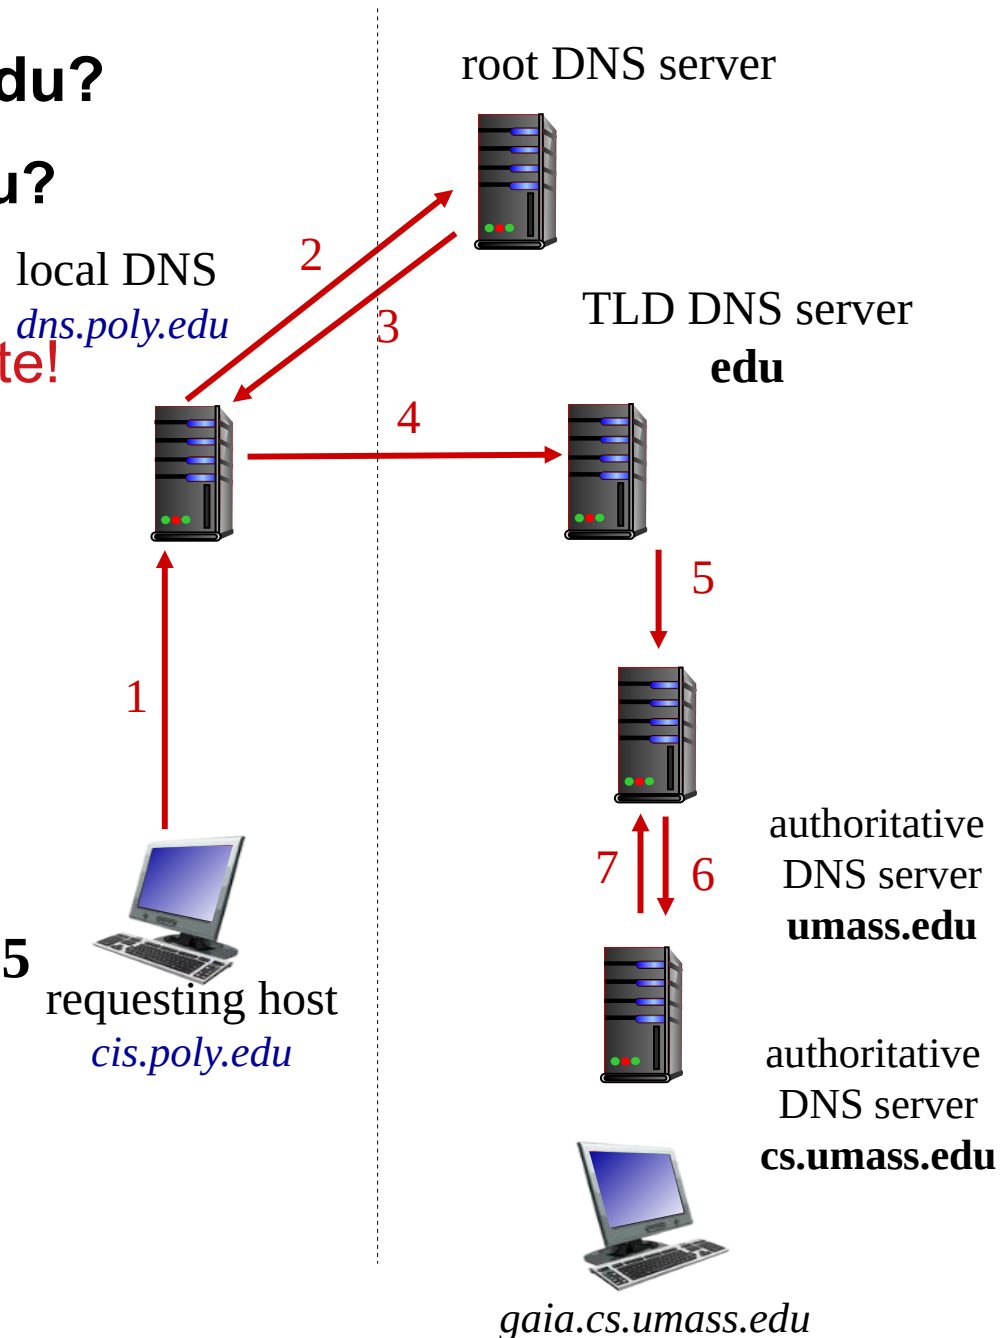 du?
root DNS server
u?
local DNS
dns.poly.edu
te!
2
3
TLD DNS server
edu
4
5
1
7
6
authoritative
DNS server
umass.edu
5
requesting host
cis.poly.edu
authoritative
DNS server
cs.umass.edu
gaia.cs.umass.edu